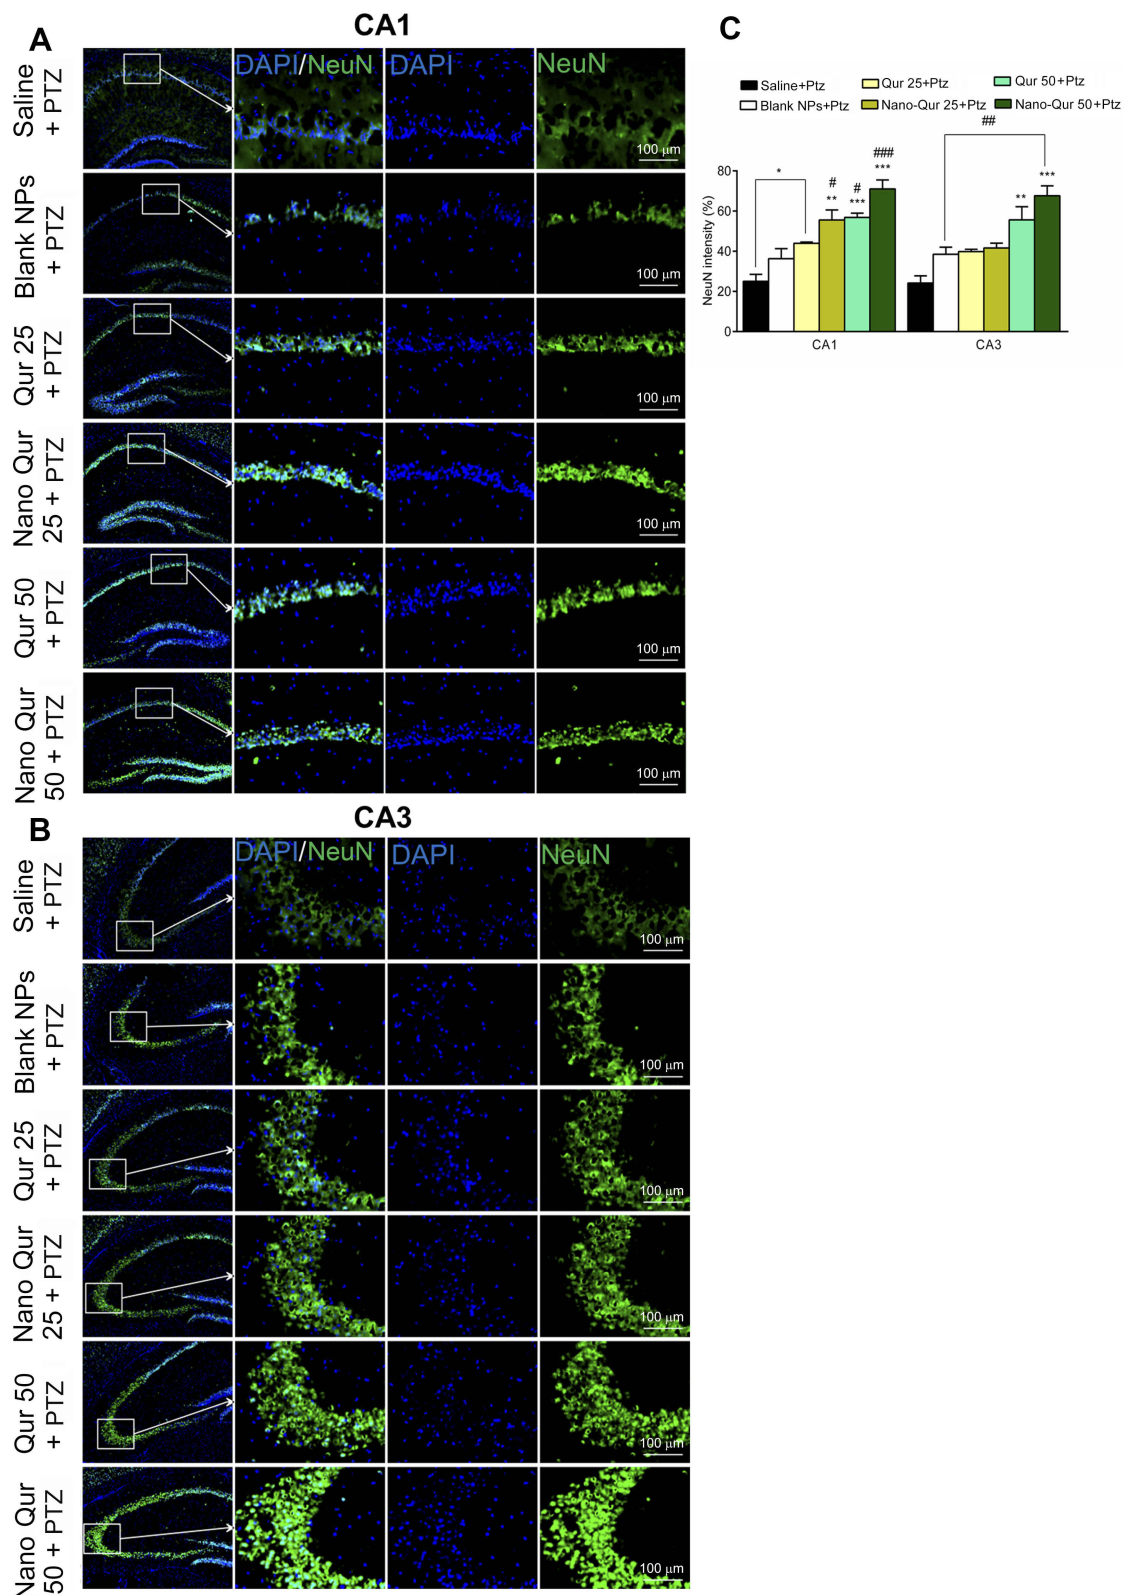 CA1
A
Saline
+ PTZ
DAPI/NeuN
DAPI
NeuN
100 µm
Blank NPs
+ PTZ
100 µm
Qur 25
+ PTZ
100 µm
Nano Qur
25 + PTZ
100 µm
Qur 50
+ PTZ
100 µm
Nano Qur
50 + PTZ
100 µm
CA3
B
Saline
+ PTZ
DAPI/NeuN
DAPI
NeuN
100 µm
Blank NPs
+ PTZ
100 µm
Qur 25
+ PTZ
100 µm
Nano Qur
25 + PTZ
100 µm
Qur 50
+ PTZ
100 µm
Nano Qur
50 + PTZ
100 µm
C
Saline+Ptz
Qur 25+Ptz
Qur 50+Ptz
Blank NPs+Ptz
Nano-Qur 25+Ptz
Nano-Qur 50+Ptz
##
###
***
*
#
**
#
***
**
***
NeuN intensity (%)
80
60
40
20
0
CA1
CA3